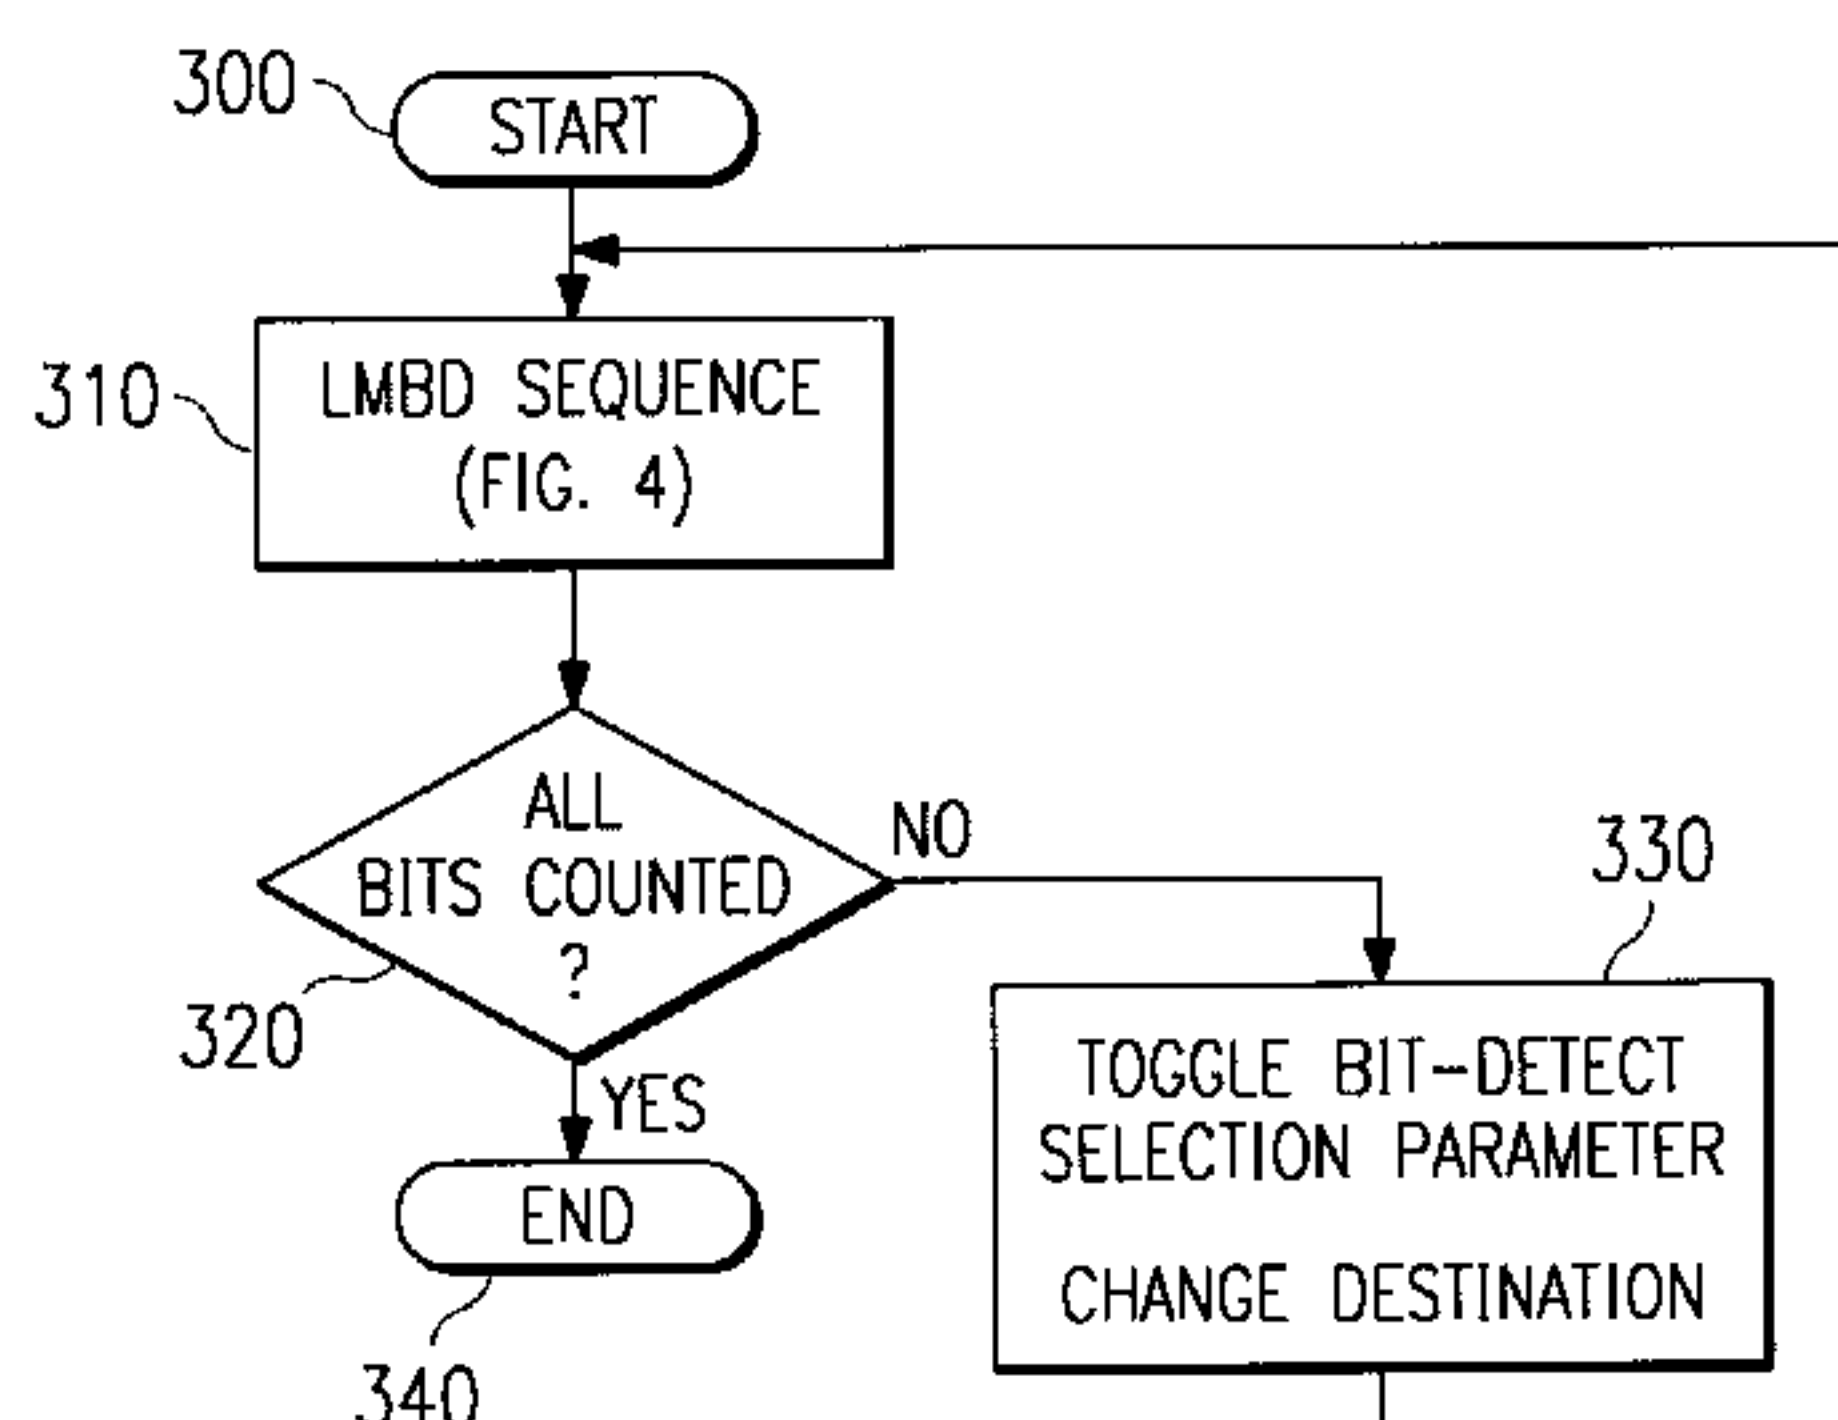 300
START
310
LMBD SEQUENCE
(FIG. 4)
ALL
BITS COUNTED
?
NO
320
YES
330
TOGGLE BIT-DETECT
SELECTION PARAMETER
CHANGE DESTINATION
END
340